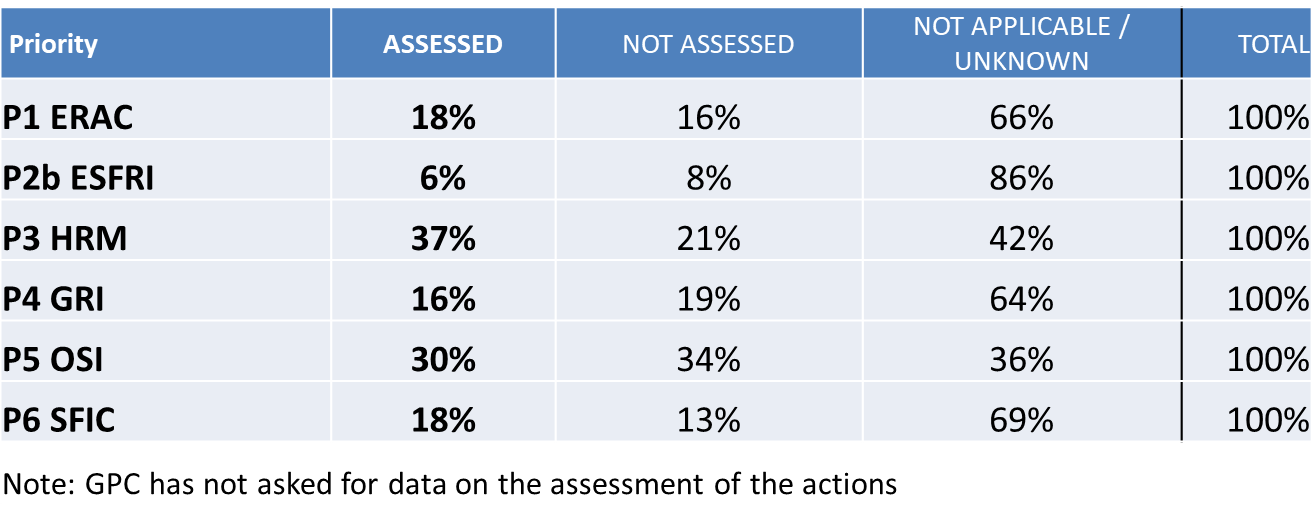 Priority ASSESSED NOT ASSESSED NOT APPLICABLE / UNKNOWN TOTAL
P1 ERAC 18% 16% 66% 100%
P2b ESFRI 6% 8% 86% 100%
P3 HRM 37% 21% 42% 100%
P4 GRI 16% 19% 64% 100%
P5 OSI 30% 34% 36% 100%
P6 SFIC 18% 13% 69% 100%
Note: GPC has not asked for data on the assessment of the actions